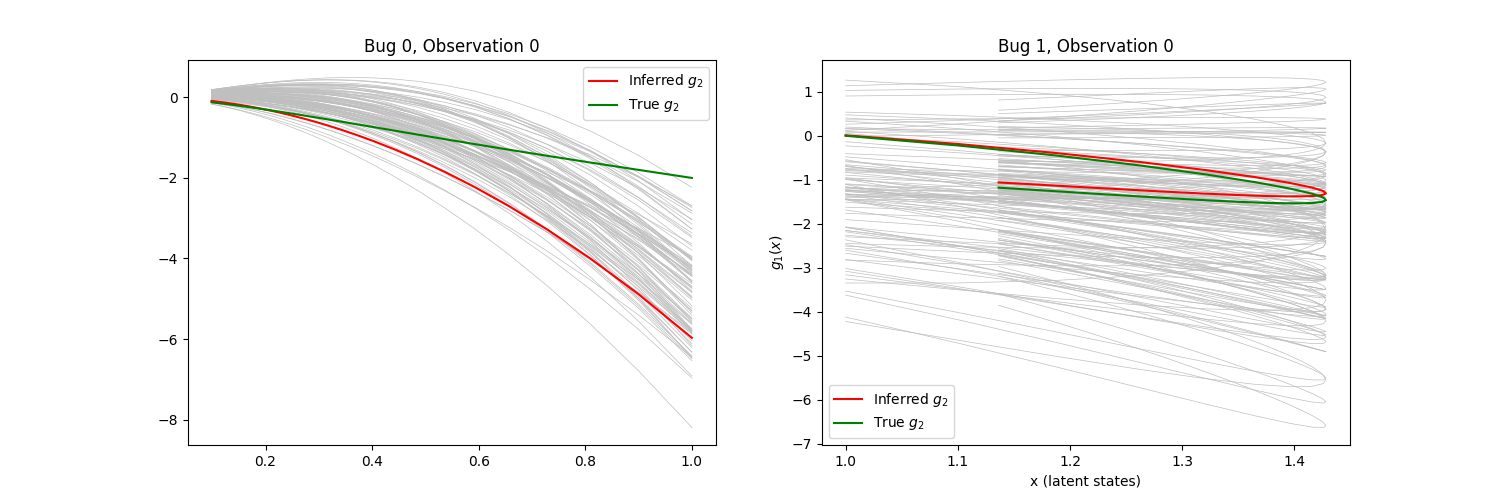 Bug 0, Observation 0
Inferred g₂
True g₂
0
−2
−4
−6
−8
0.2 0.4 0.6 0.8 1.0
Bug 1, Observation 0
g₁(x)
1
0
−1
−2
−3
−4
−5
−6
−7
Inferred g₂
True g₂
1.0 1.1 1.2 1.3 1.4
x (latent states)